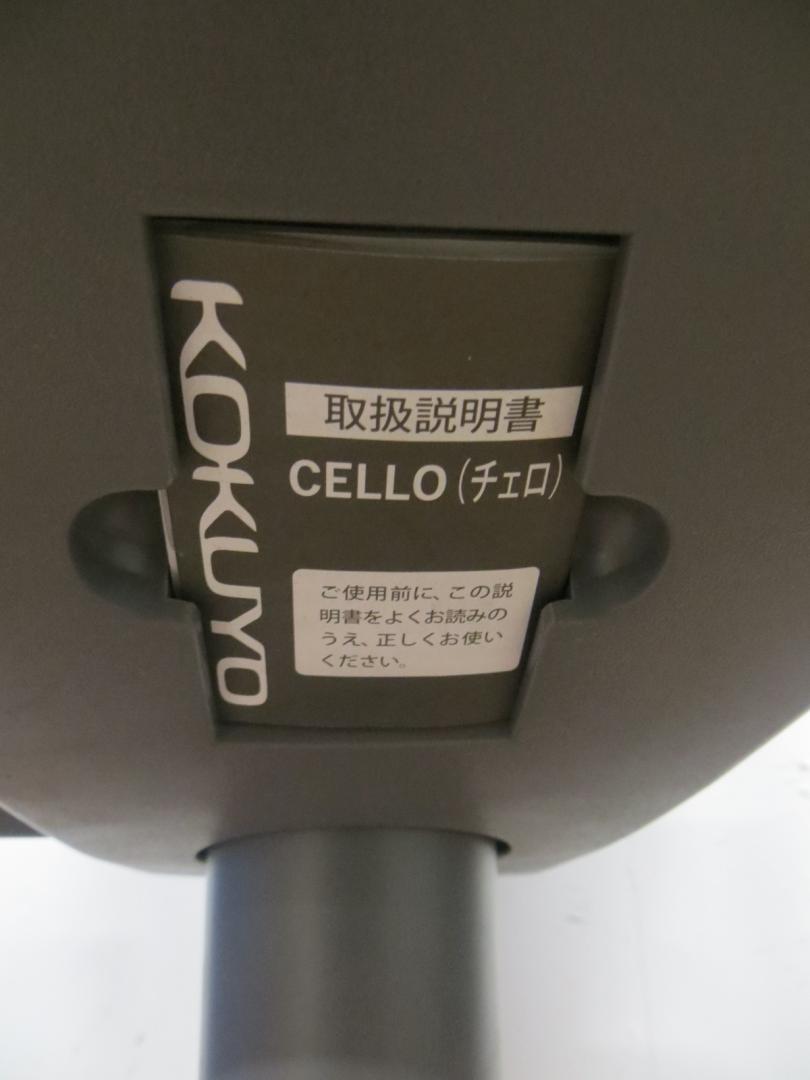 KOKUYO
取扱説明書
CELLO(チェロ)
ご使用前に、この説
明書をよくお読みの
うえ、正しくお使い
ください。